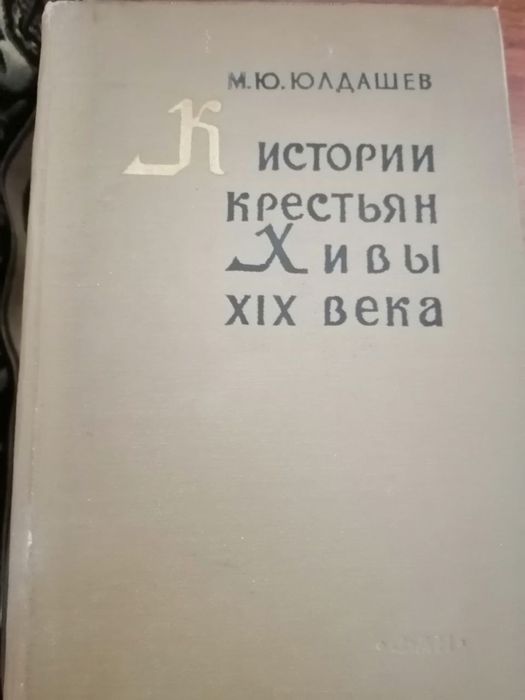 М.Ю. ЮЛДАШЕВ
К ИСТОРИИ
КРЕСТЬЯН
ХИВЫ
XIX века